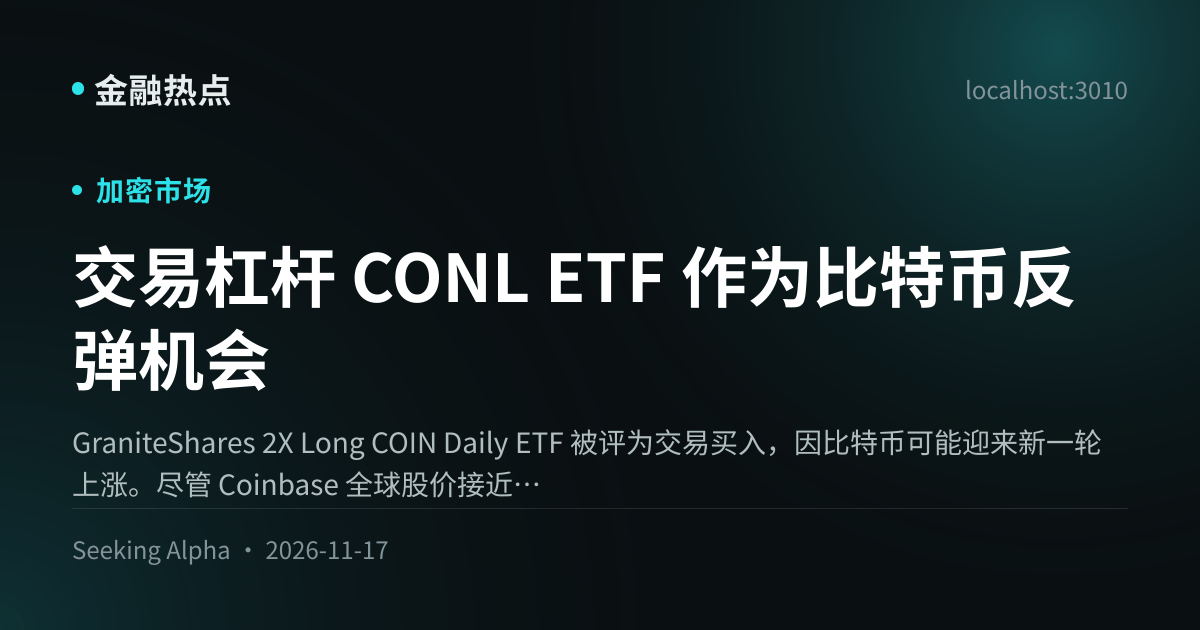 金融热点
localhost:3010
加密市场
交易杠杆 CONL ETF 作为比特币反
弹机会
GraniteShares 2X Long COIN Daily ETF 被评为交易买入，因比特币可能迎来新一轮
上涨。尽管 Coinbase 全球股价接近…
Seeking Alpha · 2026-11-17